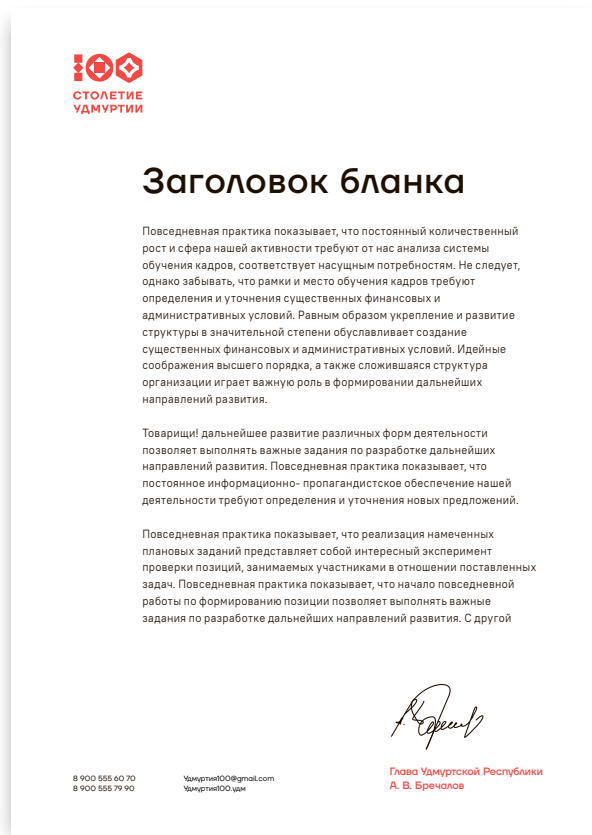 100
СТОЛЕТИЕ
УДМУРТИИ
Заголовок бланка
Повседневная практика показывает, что постоянный количественный
рост и сфера нашей активности требуют от нас анализа системы
обучения кадров, соответствует насущным потребностям. Не следует,
однако забывать, что рамки и место обучения кадров требуют
определения и уточнения существенных финансовых и
административных условий. Равным образом укрепление и развитие
структуры в значительной степени обуславливает создание
существенных финансовых и административных условий. Идейные
соображения высшего порядка, а также сложившаяся структура
организации играет важную роль в формировании дальнейших
направлений развития.
Товарищи! дальнейшее развитие различных форм деятельности
позволяет выполнять важные задания по разработке дальнейших
направлений развития. Повседневная практика показывает, что
постоянное информационно- пропагандистское обеспечение нашей
деятельности требуют определения и уточнения новых предложений.
Повседневная практика показывает, что реализация намеченных
плановых заданий представляет собой интересный эксперимент
проверки позиций, занимаемых участниками в отношении поставленных
задач. Повседневная практика показывает, что начало повседневной
работы по формированию позиции позволяет выполнять важные
задания по разработке дальнейших направлений развития. С другой
Глава Удмуртской Республики
А. В. Бречалов
8 900 555 60 70
8 900 555 79 90
Удмуртия100@gmail.com
Удмуртия100.удм